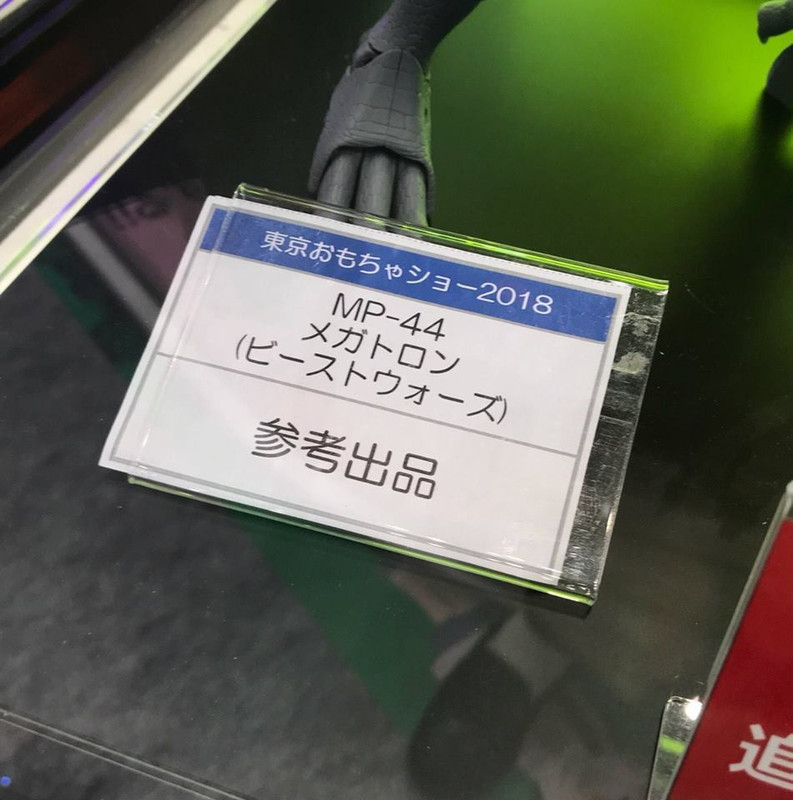 東京おもちゃショー2018
MP-44
メガトロン
(ビーストウォーズ)
参考出品
追